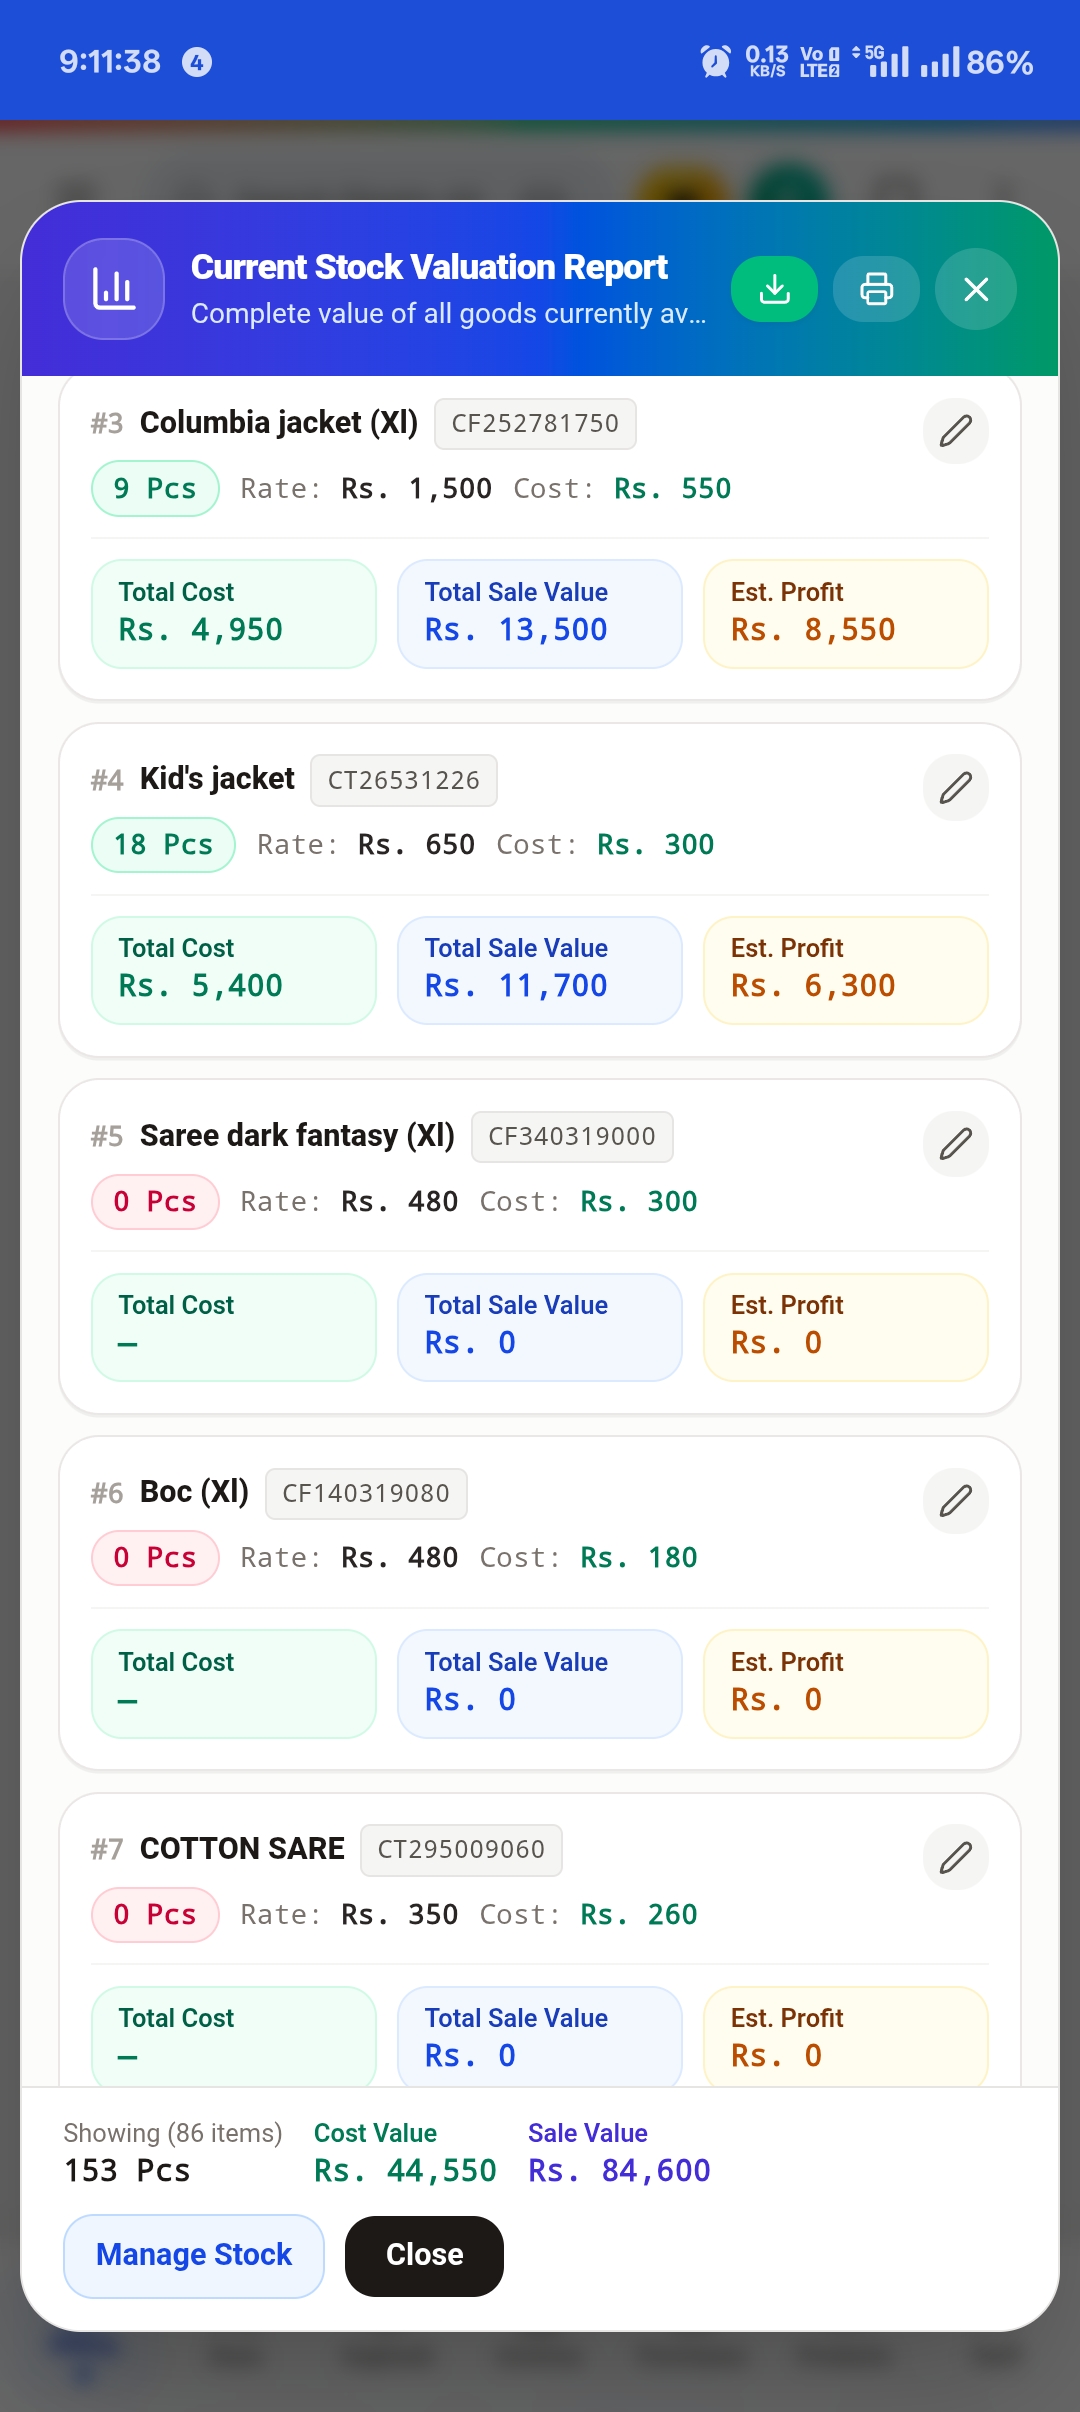 9:11:38 4 0.13 KB/S Vo 1 LTE 2 5G 86%
Current Stock Valuation Report
Complete value of all goods currently av...
#3 Columbia jacket (Xl) CF252781750
9 Pcs Rate: Rs. 1,500 Cost: Rs. 550
Total Cost Total Sale Value Est. Profit
Rs. 4,950 Rs. 13,500 Rs. 8,550
#4 Kid's jacket CT26531226
18 Pcs Rate: Rs. 650 Cost: Rs. 300
Total Cost Total Sale Value Est. Profit
Rs. 5,400 Rs. 11,700 Rs. 6,300
#5 Saree dark fantasy (Xl) CF340319000
0 Pcs Rate: Rs. 480 Cost: Rs. 300
Total Cost Total Sale Value Est. Profit
– Rs. 0 Rs. 0
#6 Boc (Xl) CF140319080
0 Pcs Rate: Rs. 480 Cost: Rs. 180
Total Cost Total Sale Value Est. Profit
– Rs. 0 Rs. 0
#7 COTTON SARE CT295009060
0 Pcs Rate: Rs. 350 Cost: Rs. 260
Total Cost Total Sale Value Est. Profit
– Rs. 0 Rs. 0
Showing (86 items) Cost Value Sale Value
153 Pcs Rs. 44,550 Rs. 84,600
Manage Stock Close